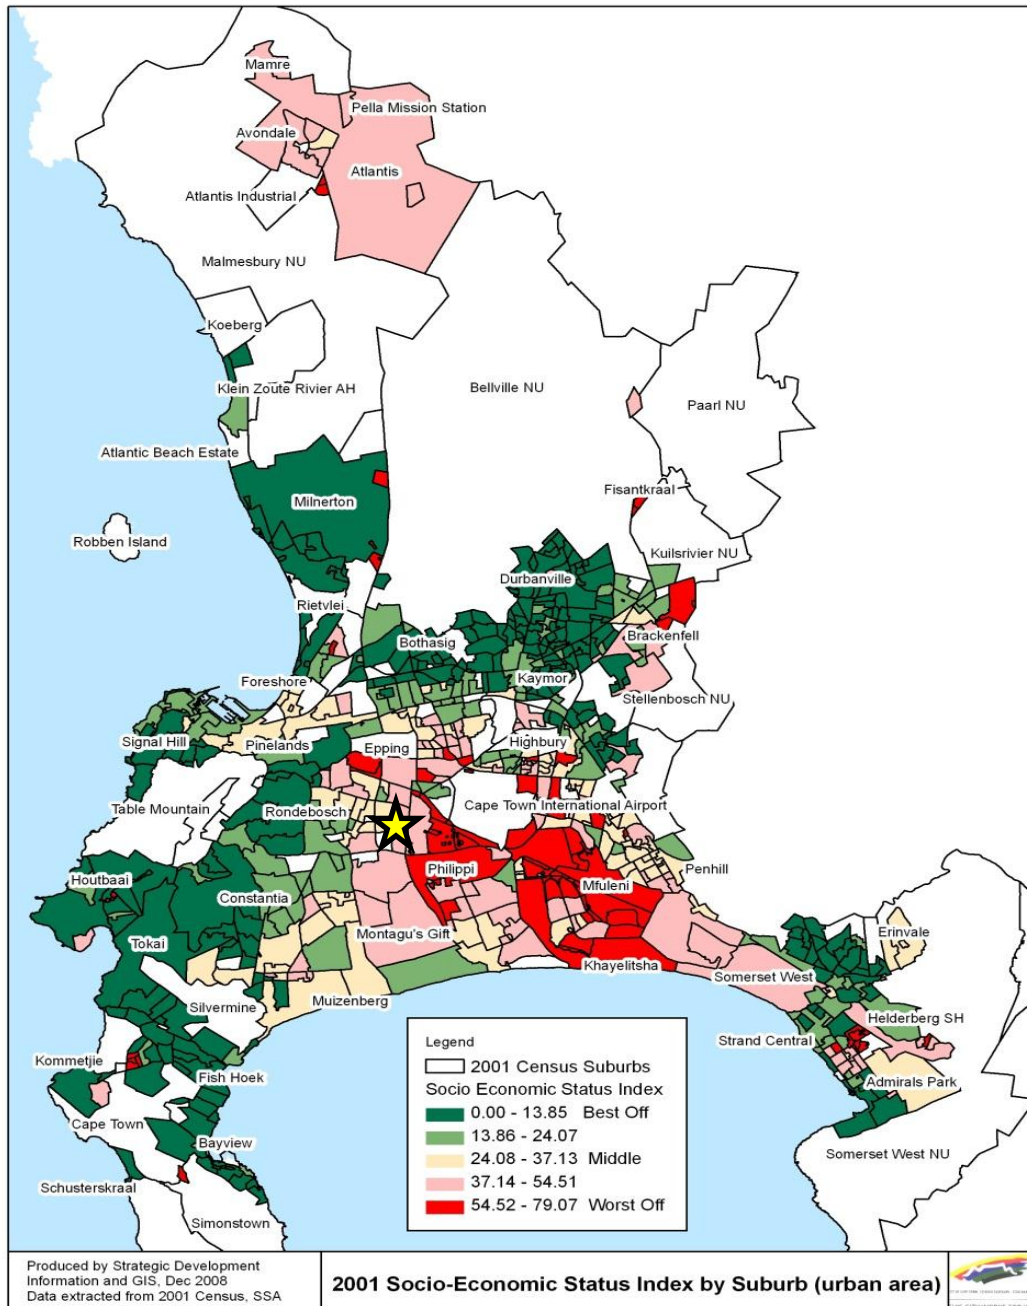 Mamre
Pella Mission Station
Avondale
Atlantis
Atlantis Industrial
Malmesbury NU
Koeberg
Klein Zoute Rivier AH
Bellville NU
Paarl NU
Atlantic Beach Estate
Milnerton
Fisantkraal
Robben Island
Kuilsrivier NU
Durbanville
Rietvlei
Brackenfell
Bothasig
Kaymor
Foreshore
Stellenbosch NU
Signal Hill
Pinelands
Epping
Highbury
Table Mountain
Rondebosch
Cape Town International Airport
Houtbaai
Philippi
Penhill
Mfuleni
Constantia
Tokai
Montagu's Gift
Erinvale
Khayelitsha
Somerset West
Silvermine
Muizenberg
Helderberg SH
Strand Central
Kommetjie
Fish Hoek
Admirals Park
Cape Town
Bayview
Somerset West NU
Schusterskraal
Simonstown
Legend
2001 Census Suburbs
Socio Economic Status Index
0.00 - 13.85 Best Off
13.86 - 24.07
24.08 - 37.13 Middle
37.14 - 54.51
54.52 - 79.07 Worst Off
Produced by Strategic Development
Information and GIS, Dec 2008
Data extracted from 2001 Census, SSA
2001 Socio-Economic Status Index by Suburb (urban area)